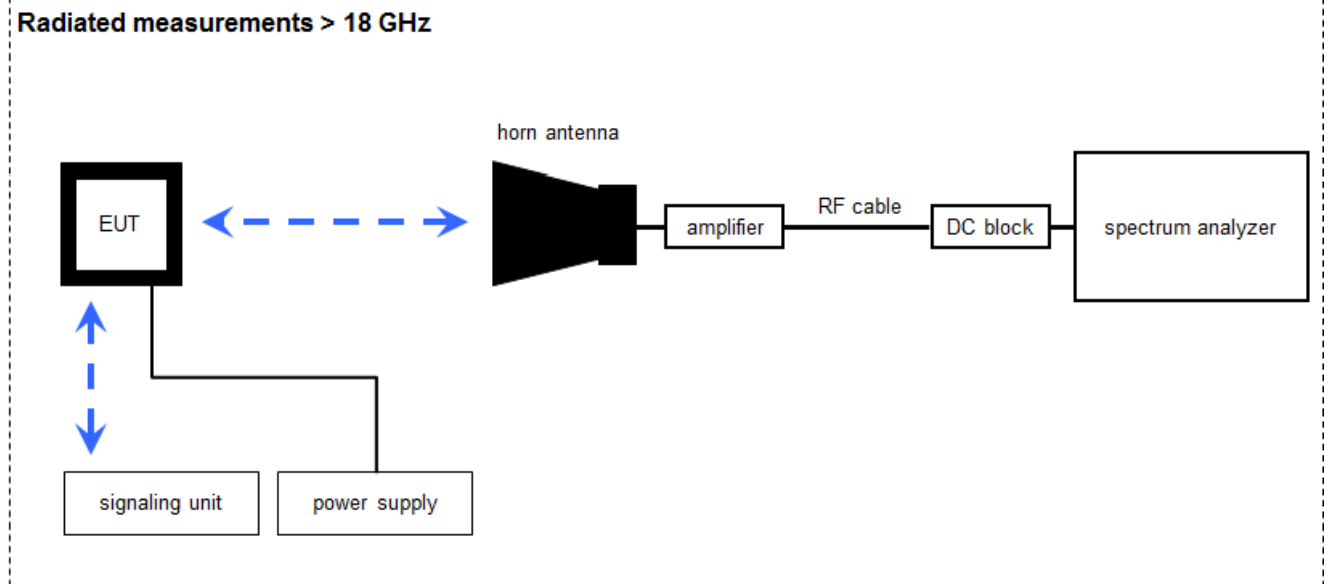 Radiated measurements > 18 GHz
horn antenna
EUT
amplifier
RF cable
DC block
spectrum analyzer
signaling unit
power supply